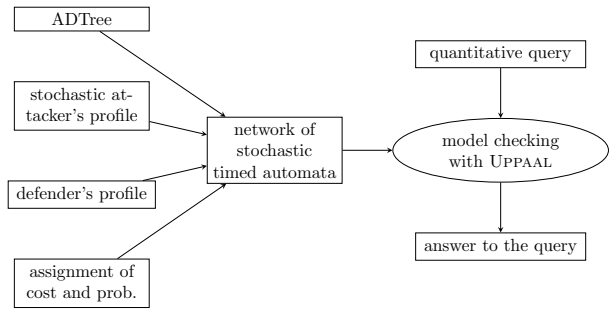 ADTree
stochastic at-
tacker's profile
defender's profile
assignment of
cost and prob.
network of
stochastic
timed automata
quantitative query
model checking
with UPPAAL
answer to the query